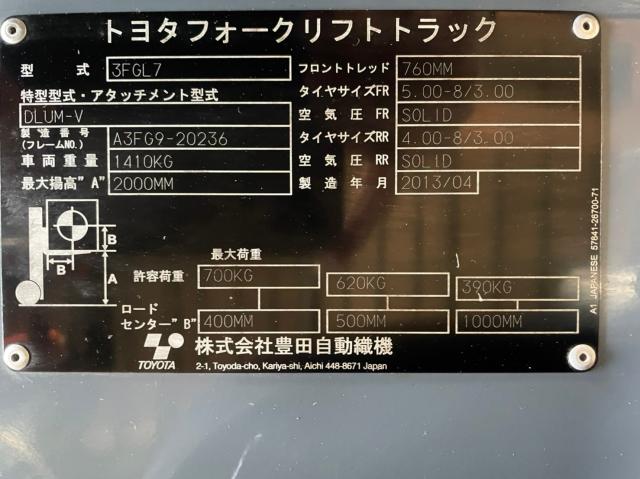 トヨタフォークリフトトラック
型 式 3FGL7 フロントトレッド 760MM
特型型式・アタッチメント型式 タイヤサイズFR 5.00-8/3.00
DLUM-V 空気圧FR SOLID
製造番号 (フレームNO.) A3FG9-20236 タイヤサイズRR 4.00-8/3.00
車両重量 1410KG 空気圧RR SOLID
最大揚高"A" 2000MM 製造年月 2013/04
B
B
A
最大荷重
許容荷重 700KG 620KG 390KG
ロード
センター"B" 400MM 500MM 1000MM
TOYOTA 株式会社豊田自動織機
2-1, Toyoda-cho, Kariya-shi, Aichi 448-8671 Japan
A1 JAPANESE 57841-26700-71